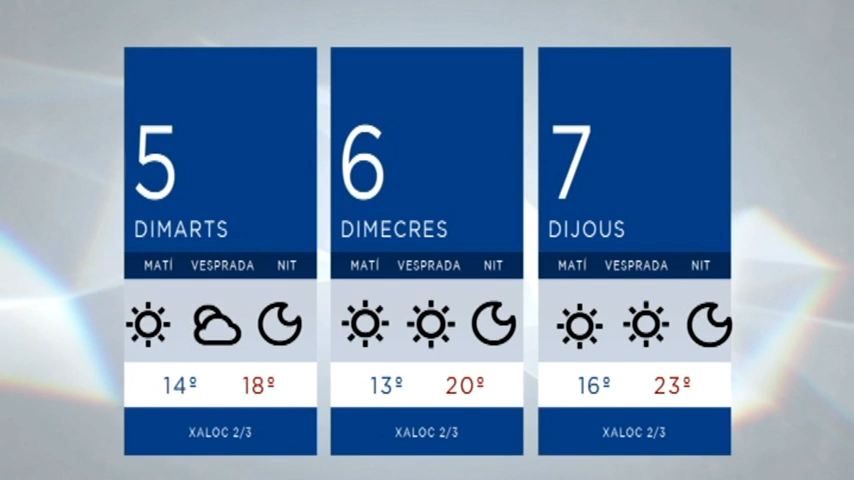 5
DIMARTS
MATÍ VESPRADA NIT
14º 18º
XALOC 2/3
6
DIMECRES
MATÍ VESPRADA NIT
13º 20º
XALOC 2/3
7
DIJOUS
MATÍ VESPRADA NIT
16º 23º
XALOC 2/3